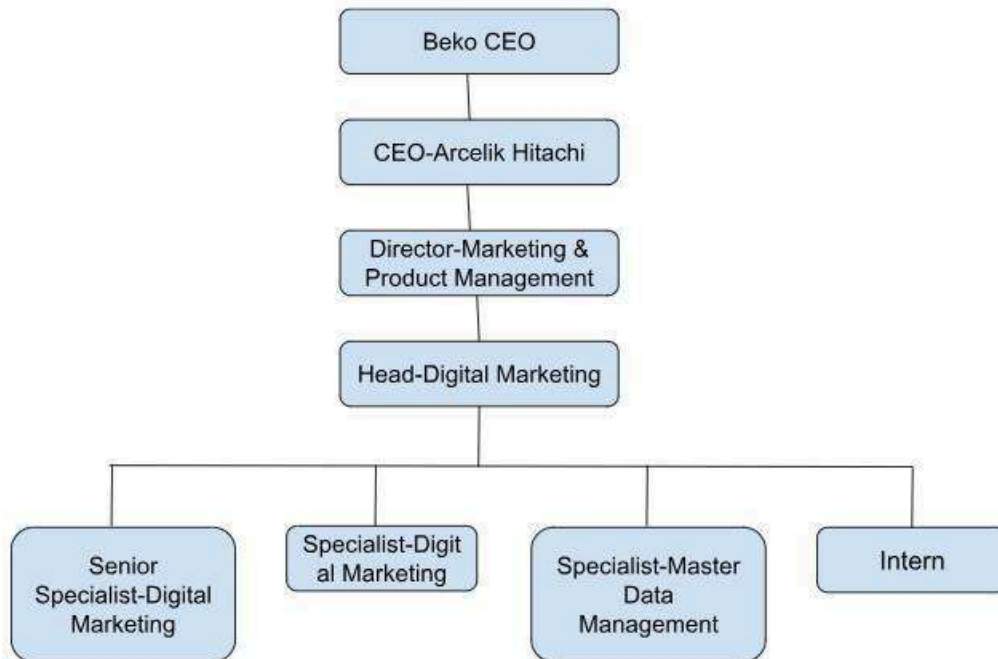 Beko CEO
CEO-Arcelik Hitachi
Director-Marketing &
Product Management
Head-Digital Marketing
Senior
Specialist-Digital
Marketing
Specialist-Digit
al Marketing
Specialist-Master
Data
Management
Intern